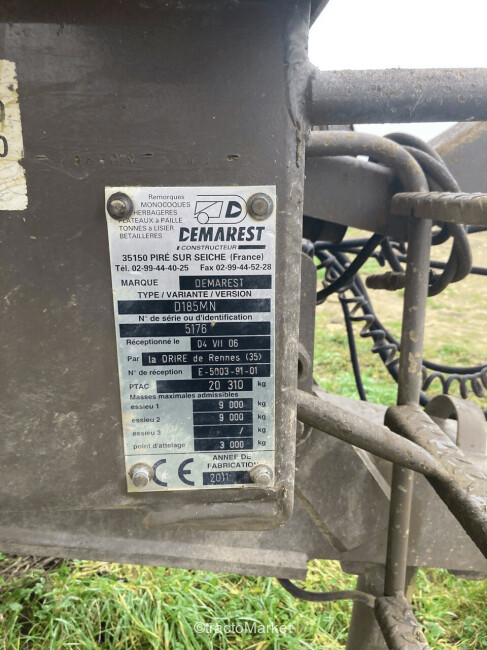 0
Remorques
MONOCOQUES
HERBAGERES
PLATEAUX à PAILLE
TONNES à LISIER
BETAILLERES
D
DEMAREST
CONSTRUCTEUR
35150 PIRÉ SUR SEICHE (France)
Tél. 02-99-44-40-25 Fax 02-99-44-52-28
MARQUE DEMAREST
TYPE / VARIANTE / VERSION
D185MN
N° de série ou d'identification
5176
Réceptionné le 04 VII 06
Par la DRIRE de Rennes (35)
N° de réception E-5003-91-01
PTAC 20 310 kg
Masses maximales admissibles
essieu 1 9 000 kg
essieu 2 9 000 kg
essieu 3 / kg
point d'attelage 3 000 kg
CE
ANNEE DE
FABRICATION
2011
©tractoMarket